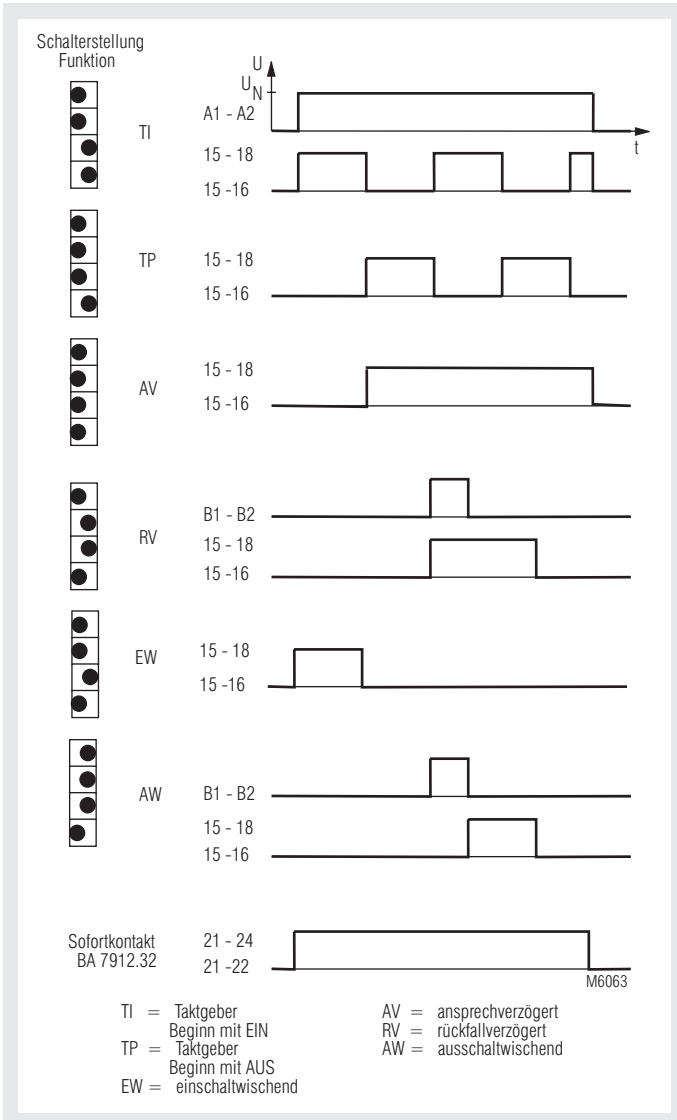 Schalterstellung
Funktion
U
U N
A1 - A2
t
TI
15 - 18
15 -16
TP
15 - 18
15 -16
AV
15 - 18
15 -16
RV
B1 - B2
15 - 18
15 -16
EW
15 - 18
15 -16
AW
B1 - B2
15 - 18
15 -16
Sofortkontakt
BA 7912.32
21 - 24
21 -22
M6063
TI = Taktgeber
Beginn mit EIN
TP = Taktgeber
Beginn mit AUS
EW = einschaltwischend
AV = ansprechverzögert
RV = rückfallverzögert
AW = ausschaltwischend